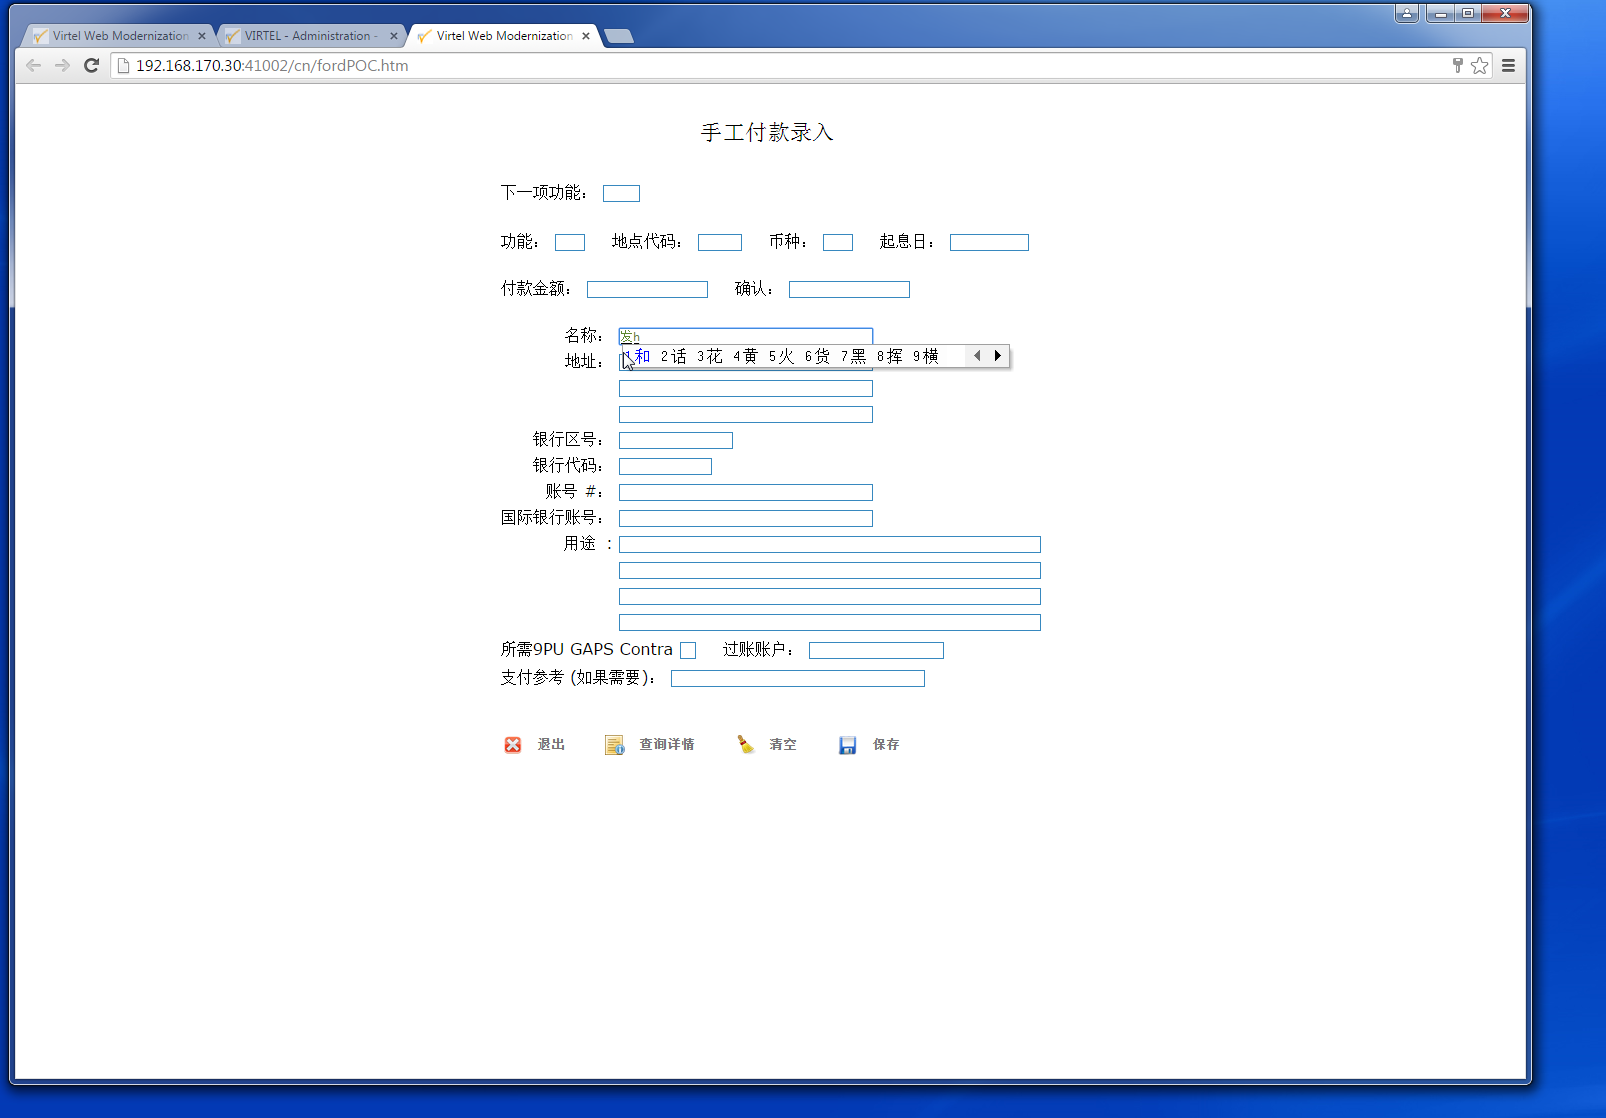 Virtel Web Modernization
VIRTEL - Administration -
Virtel Web Modernization
192.168.170.30:41002/cn/fordPOC.htm
手工付款录入
下一项功能：
功能： 地点代码： 币种： 起息日：
付款金额： 确认：
名称： 发h
1和 2话 3花 4黄 5火 6货 7黑 8挥 9横
地址：
银行区号：
银行代码：
账号 #：
国际银行账号：
用途 ：
所需9PU GAPS Contra 过账账户：
支付参考 (如果需要)：
退出 查询详情 清空 保存